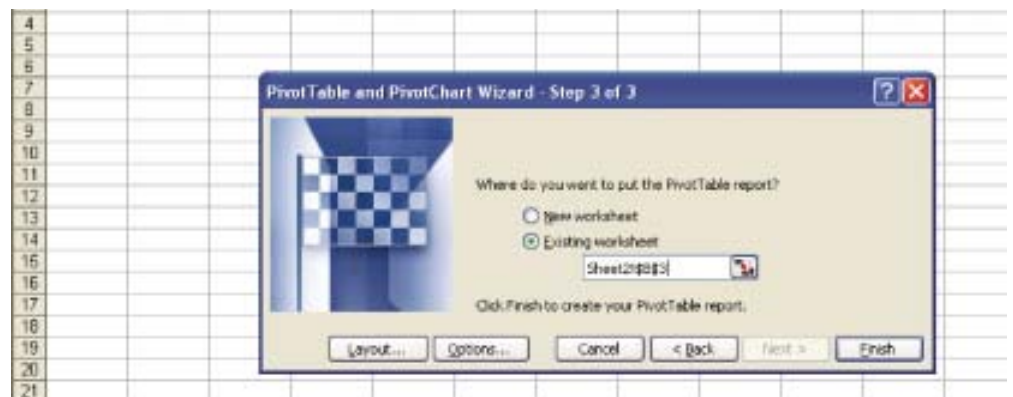 4
5
6
7
PivotTable and PivotChart Wizard - Step 3 of 3
?
8
9
10
11
Where do you want to put the PivotTable report?
12
13
New worksheet
14
Existing worksheet
15
Sheet2!$B$3
16
17
Click Finish to create your PivotTable report.
18
19
Layout... Options... Cancel < Back Next > Finish
20
21